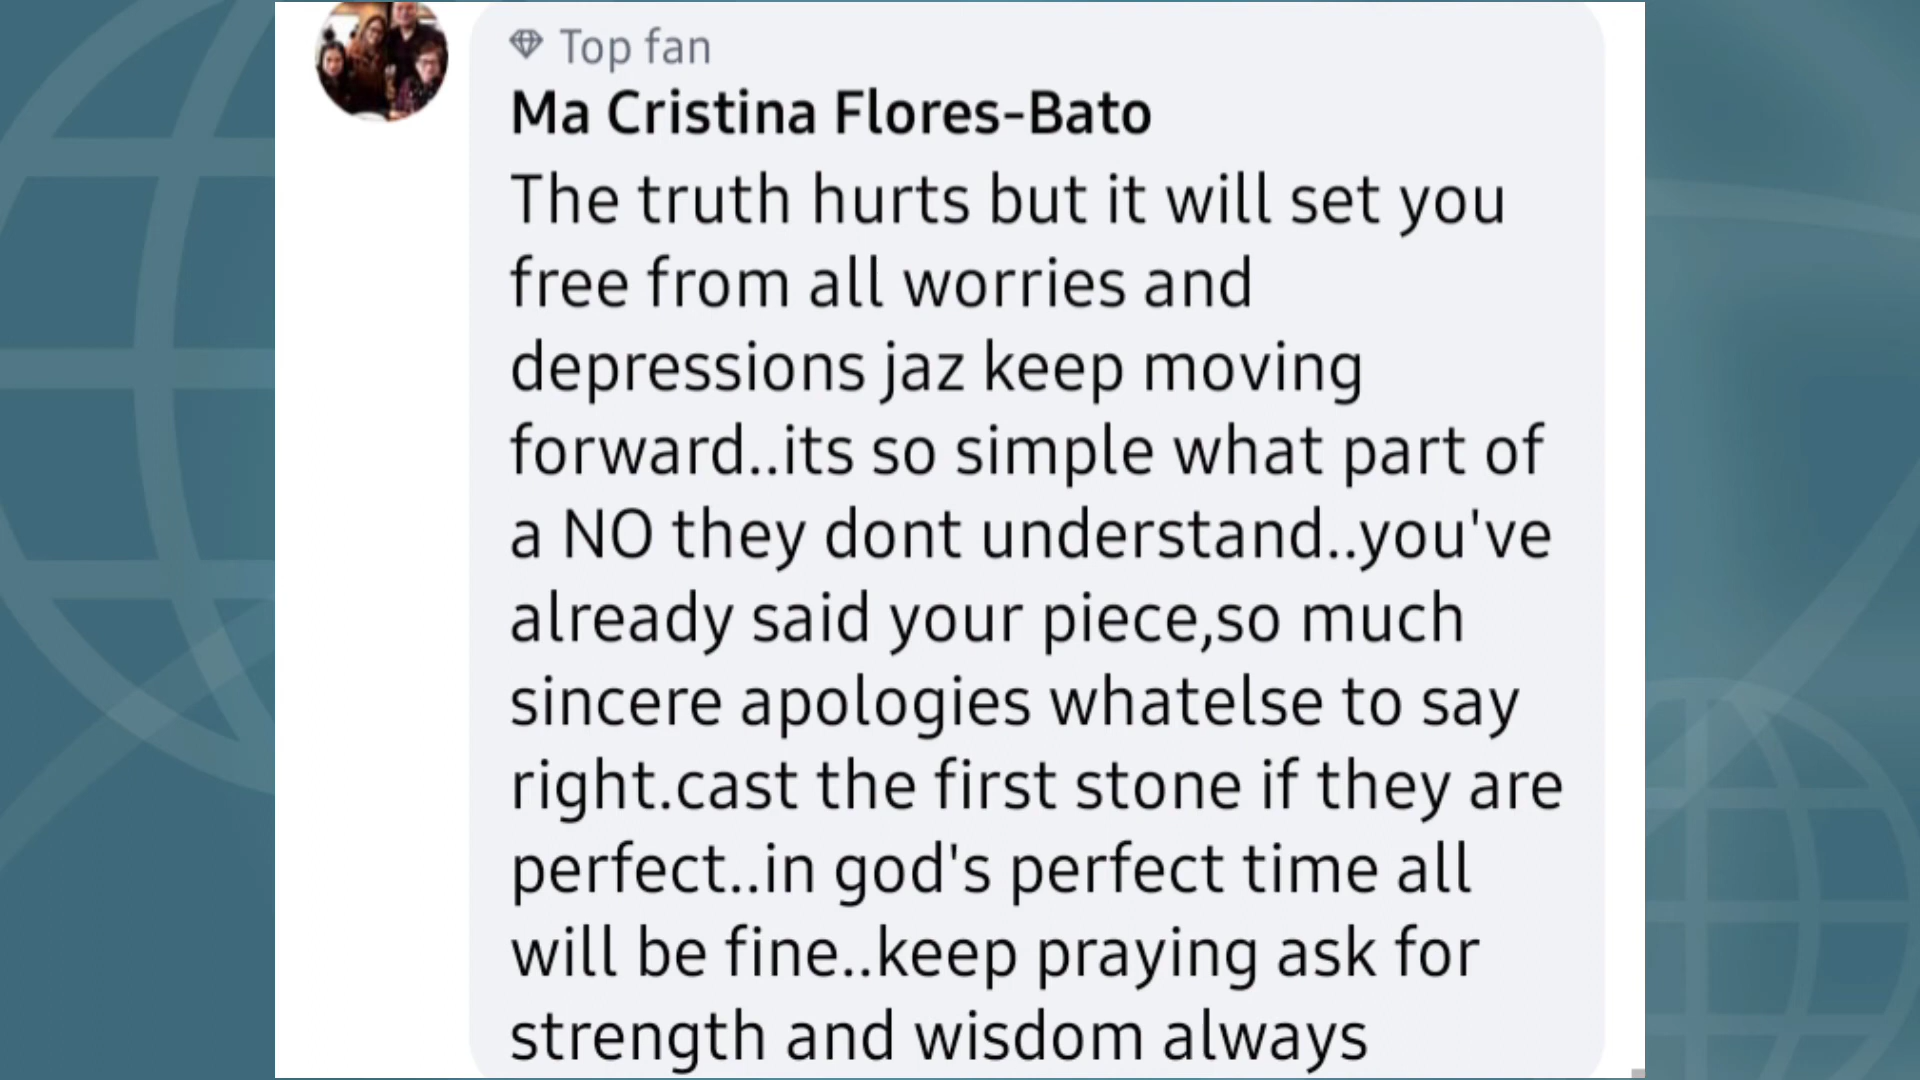 Top fan
Ma Cristina Flores-Bato
The truth hurts but it will set you
free from all worries and
depressions jaz keep moving
forward..its so simple what part of
a NO they dont understand..you've
already said your piece,so much
sincere apologies whatelse to say
right.cast the first stone if they are
perfect..in god's perfect time all
will be fine..keep praying ask for
strength and wisdom always